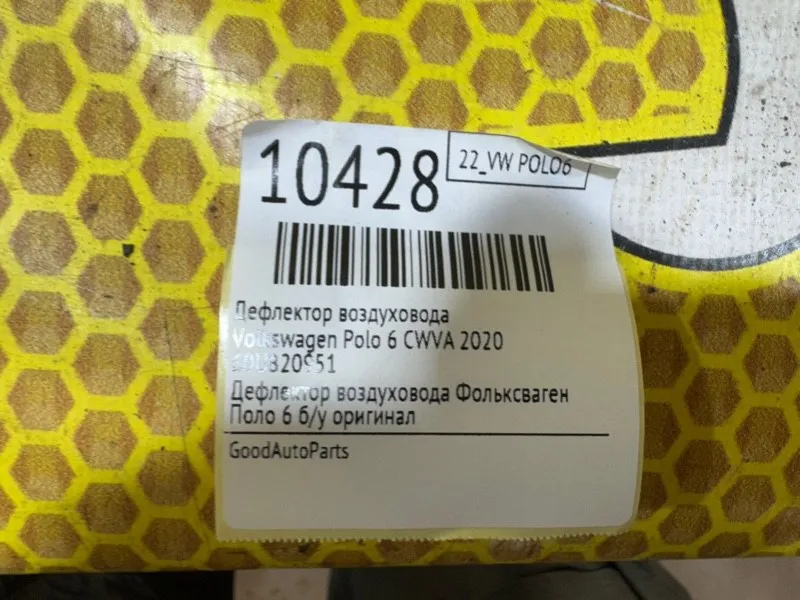 10428
22_VW POLO6
Дефлектор воздуховода
Volkswagen Polo 6 CWVA 2020
Дефлектор воздуховода Фольксваген
Поло 6 б/у оригинал
GoodAutoParts